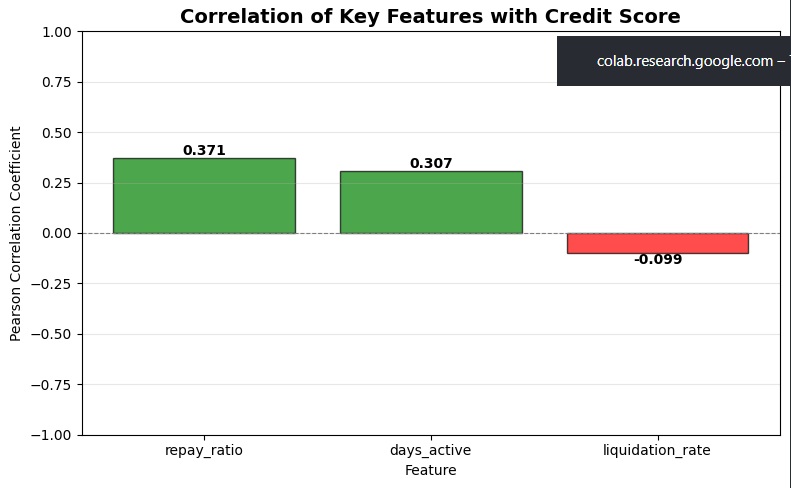 Correlation of Key Features with Credit Score
colab.research.google.com –
Pearson Correlation Coefficient
1.00
0.75
0.50
0.25
0.00
−0.25
−0.50
−0.75
−1.00
0.371
0.307
-0.099
repay_ratio
days_active
liquidation_rate
Feature